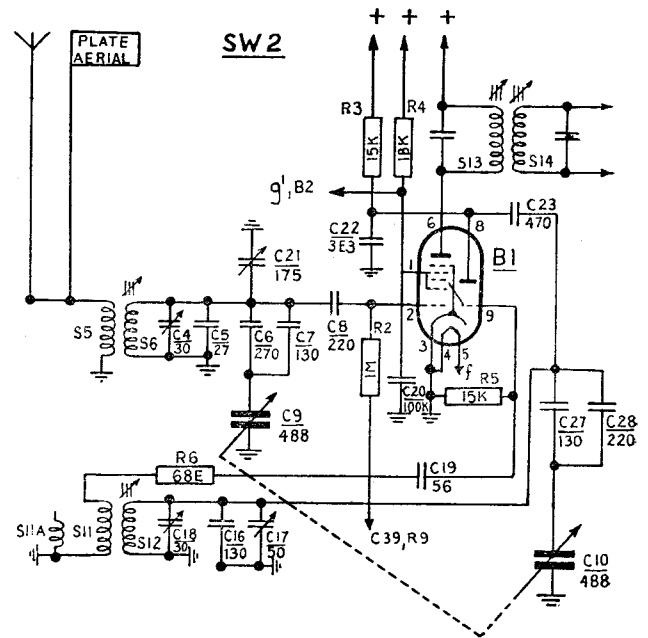 PLATE
AERIAL
SW2
+
+
+
R3
R4
15K
18K
S13
S14
g', B2
C22
3E3
6
8
C23
470
B1
C21
175
1
2
9
3
4
5
f
S5
S6
C4
30
C5
27
C6
270
C7
130
C8
220
R2
1M
C20
100K
R5
15K
C9
488
C27
130
C28
220
R6
68E
C19
56
S11A
S11
S12
C18
30
C16
130
C17
50
C39, R9
C10
488